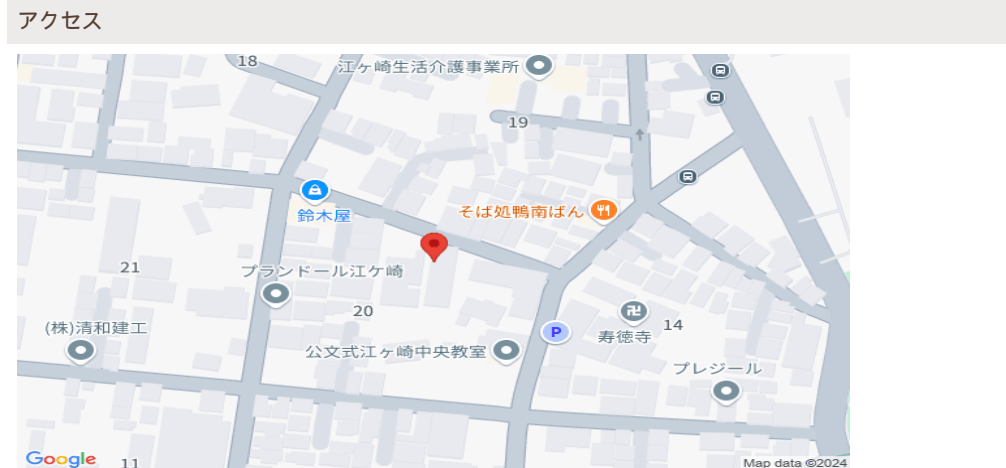 アクセス
18
江ヶ崎生活介護事業所
19
鈴木屋
そば処鴨南ばん
21
プランドール江ケ崎
20
(株)清和建工
P
寿徳寺
14
公文式江ヶ崎中央教室
プレジール
Google
11
Map data ©2024